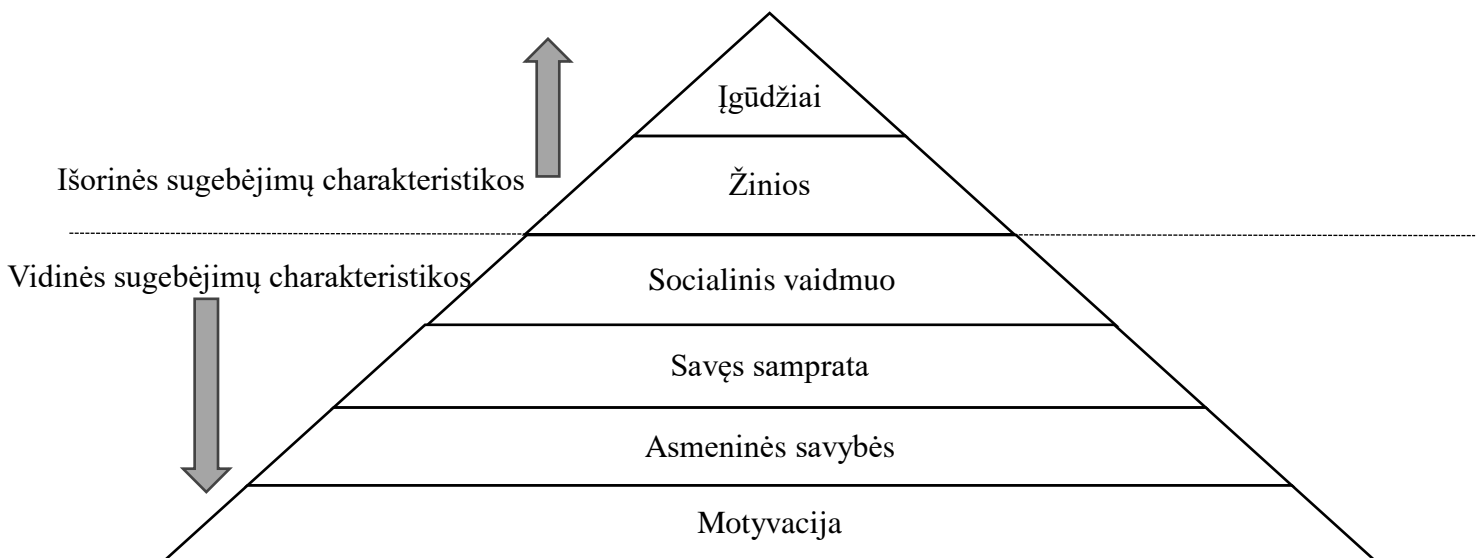 Įgūdžiai
Išorinės sugebėjimų charakteristikos
Žinios
Vidinės sugebėjimų charakteristikos
Socialinis vaidmuo
Savęs samprata
Asmeninės savybės
Motyvacija